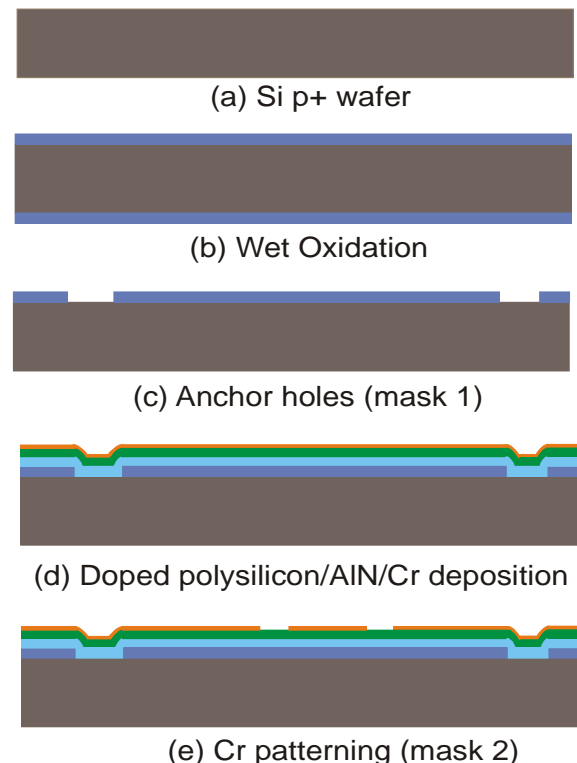 (a) Si p+ wafer
(b) Wet Oxidation
(c) Anchor holes (mask 1)
(d) Doped polysilicon/AlN/Cr deposition
(e) Cr patterning (mask 2)